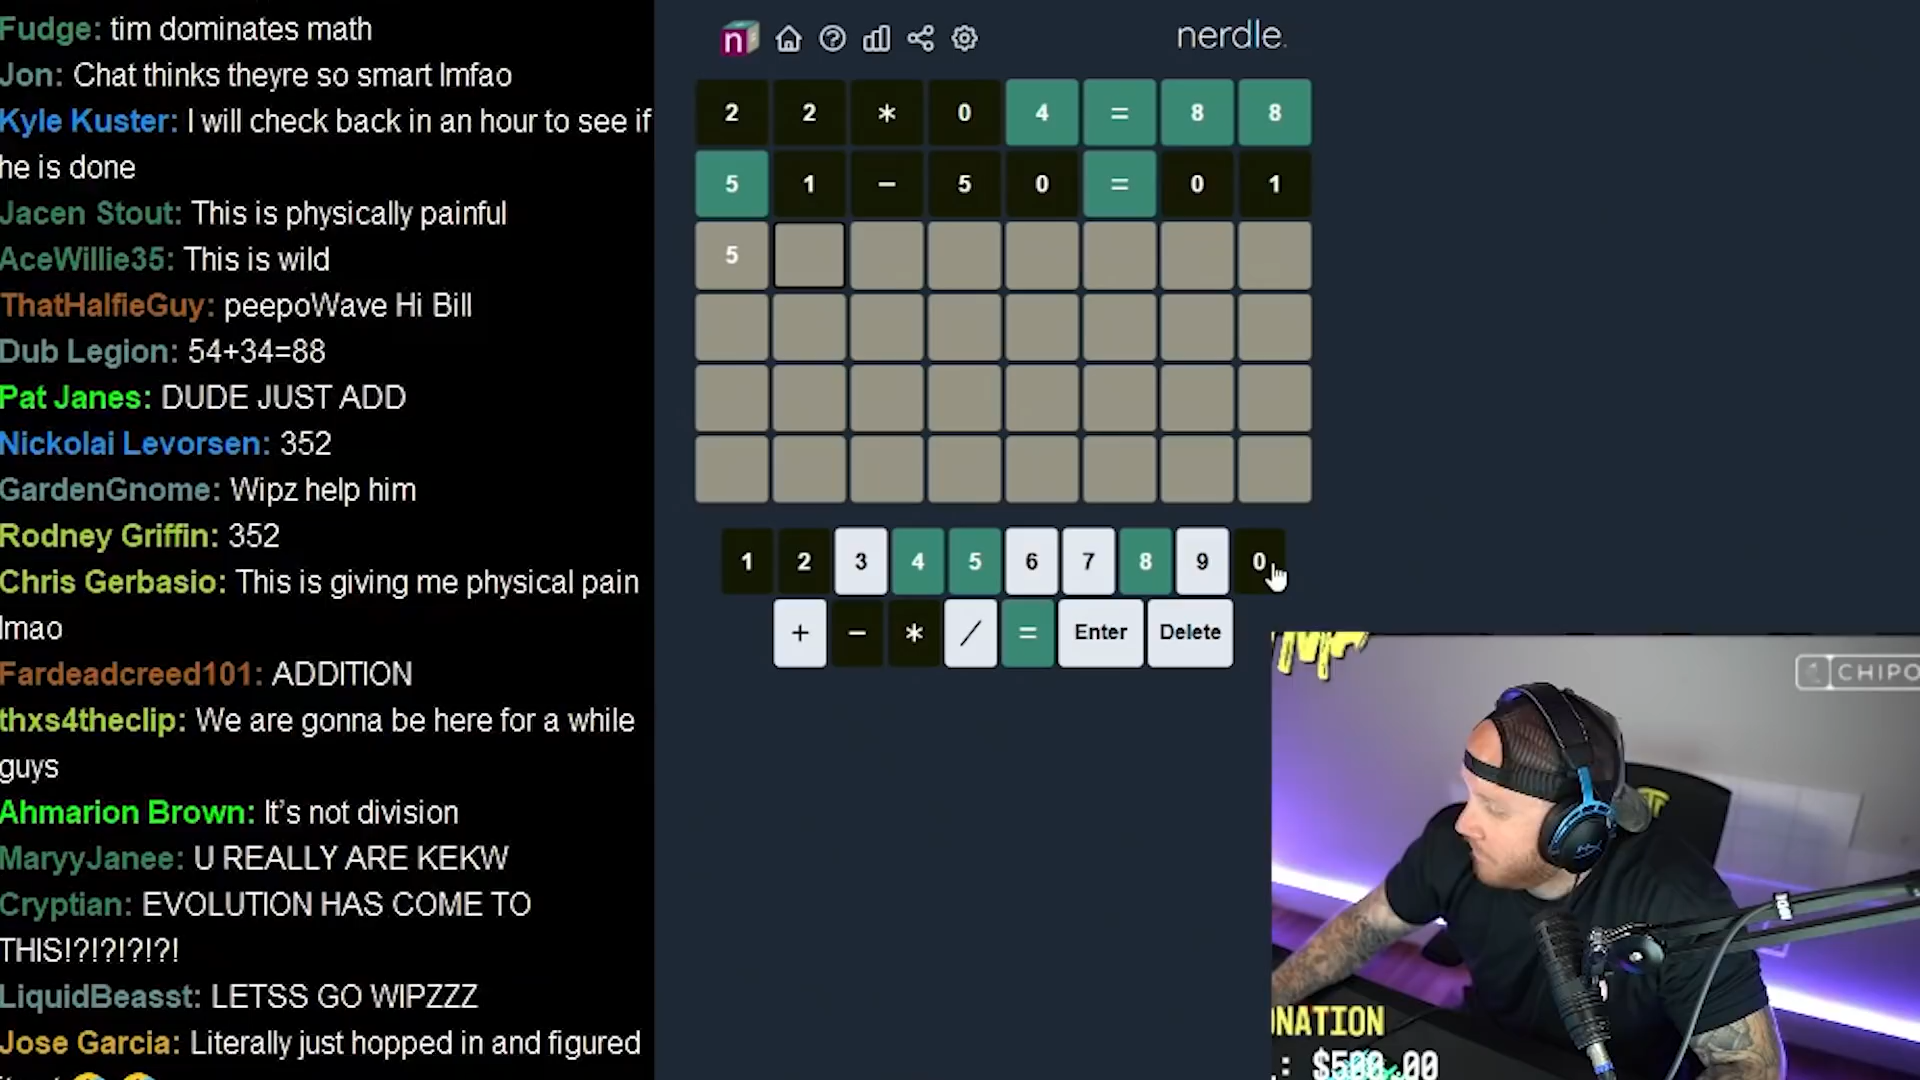 Fudge: tim dominates math
Jon: Chat thinks theyre so smart lmfao
Kyle Kuster: I will check back in an hour to see if
he is done
Jacen Stout: This is physically painful
AceWillie35: This is wild
ThatHalfieGuy: peepoWave Hi Bill
Dub Legion: 54+34=88
Pat Janes: DUDE JUST ADD
Nickolai Levorsen: 352
GardenGnome: Wipz help him
Rodney Griffin: 352
Chris Gerbasio: This is giving me physical pain
lmao
Fardeadcreed101: ADDITION
thxs4theclip: We are gonna be here for a while
guys
Ahmarion Brown: It's not division
MaryyJanee: U REALLY ARE KEKW
Cryptian: EVOLUTION HAS COME TO
THIS!?!?!?!?!
LiquidBeasst: LETSS GO WIPZZZ
Jose Garcia: Literally just hopped in and figured
n
nerdle.
2 2 * 0 4 = 8 8
5 1 - 5 0 = 0 1
5
1 2 3 4 5 6 7 8 9 0
+ - * / = Enter Delete
CHIPO
ONATION
.: $500.00